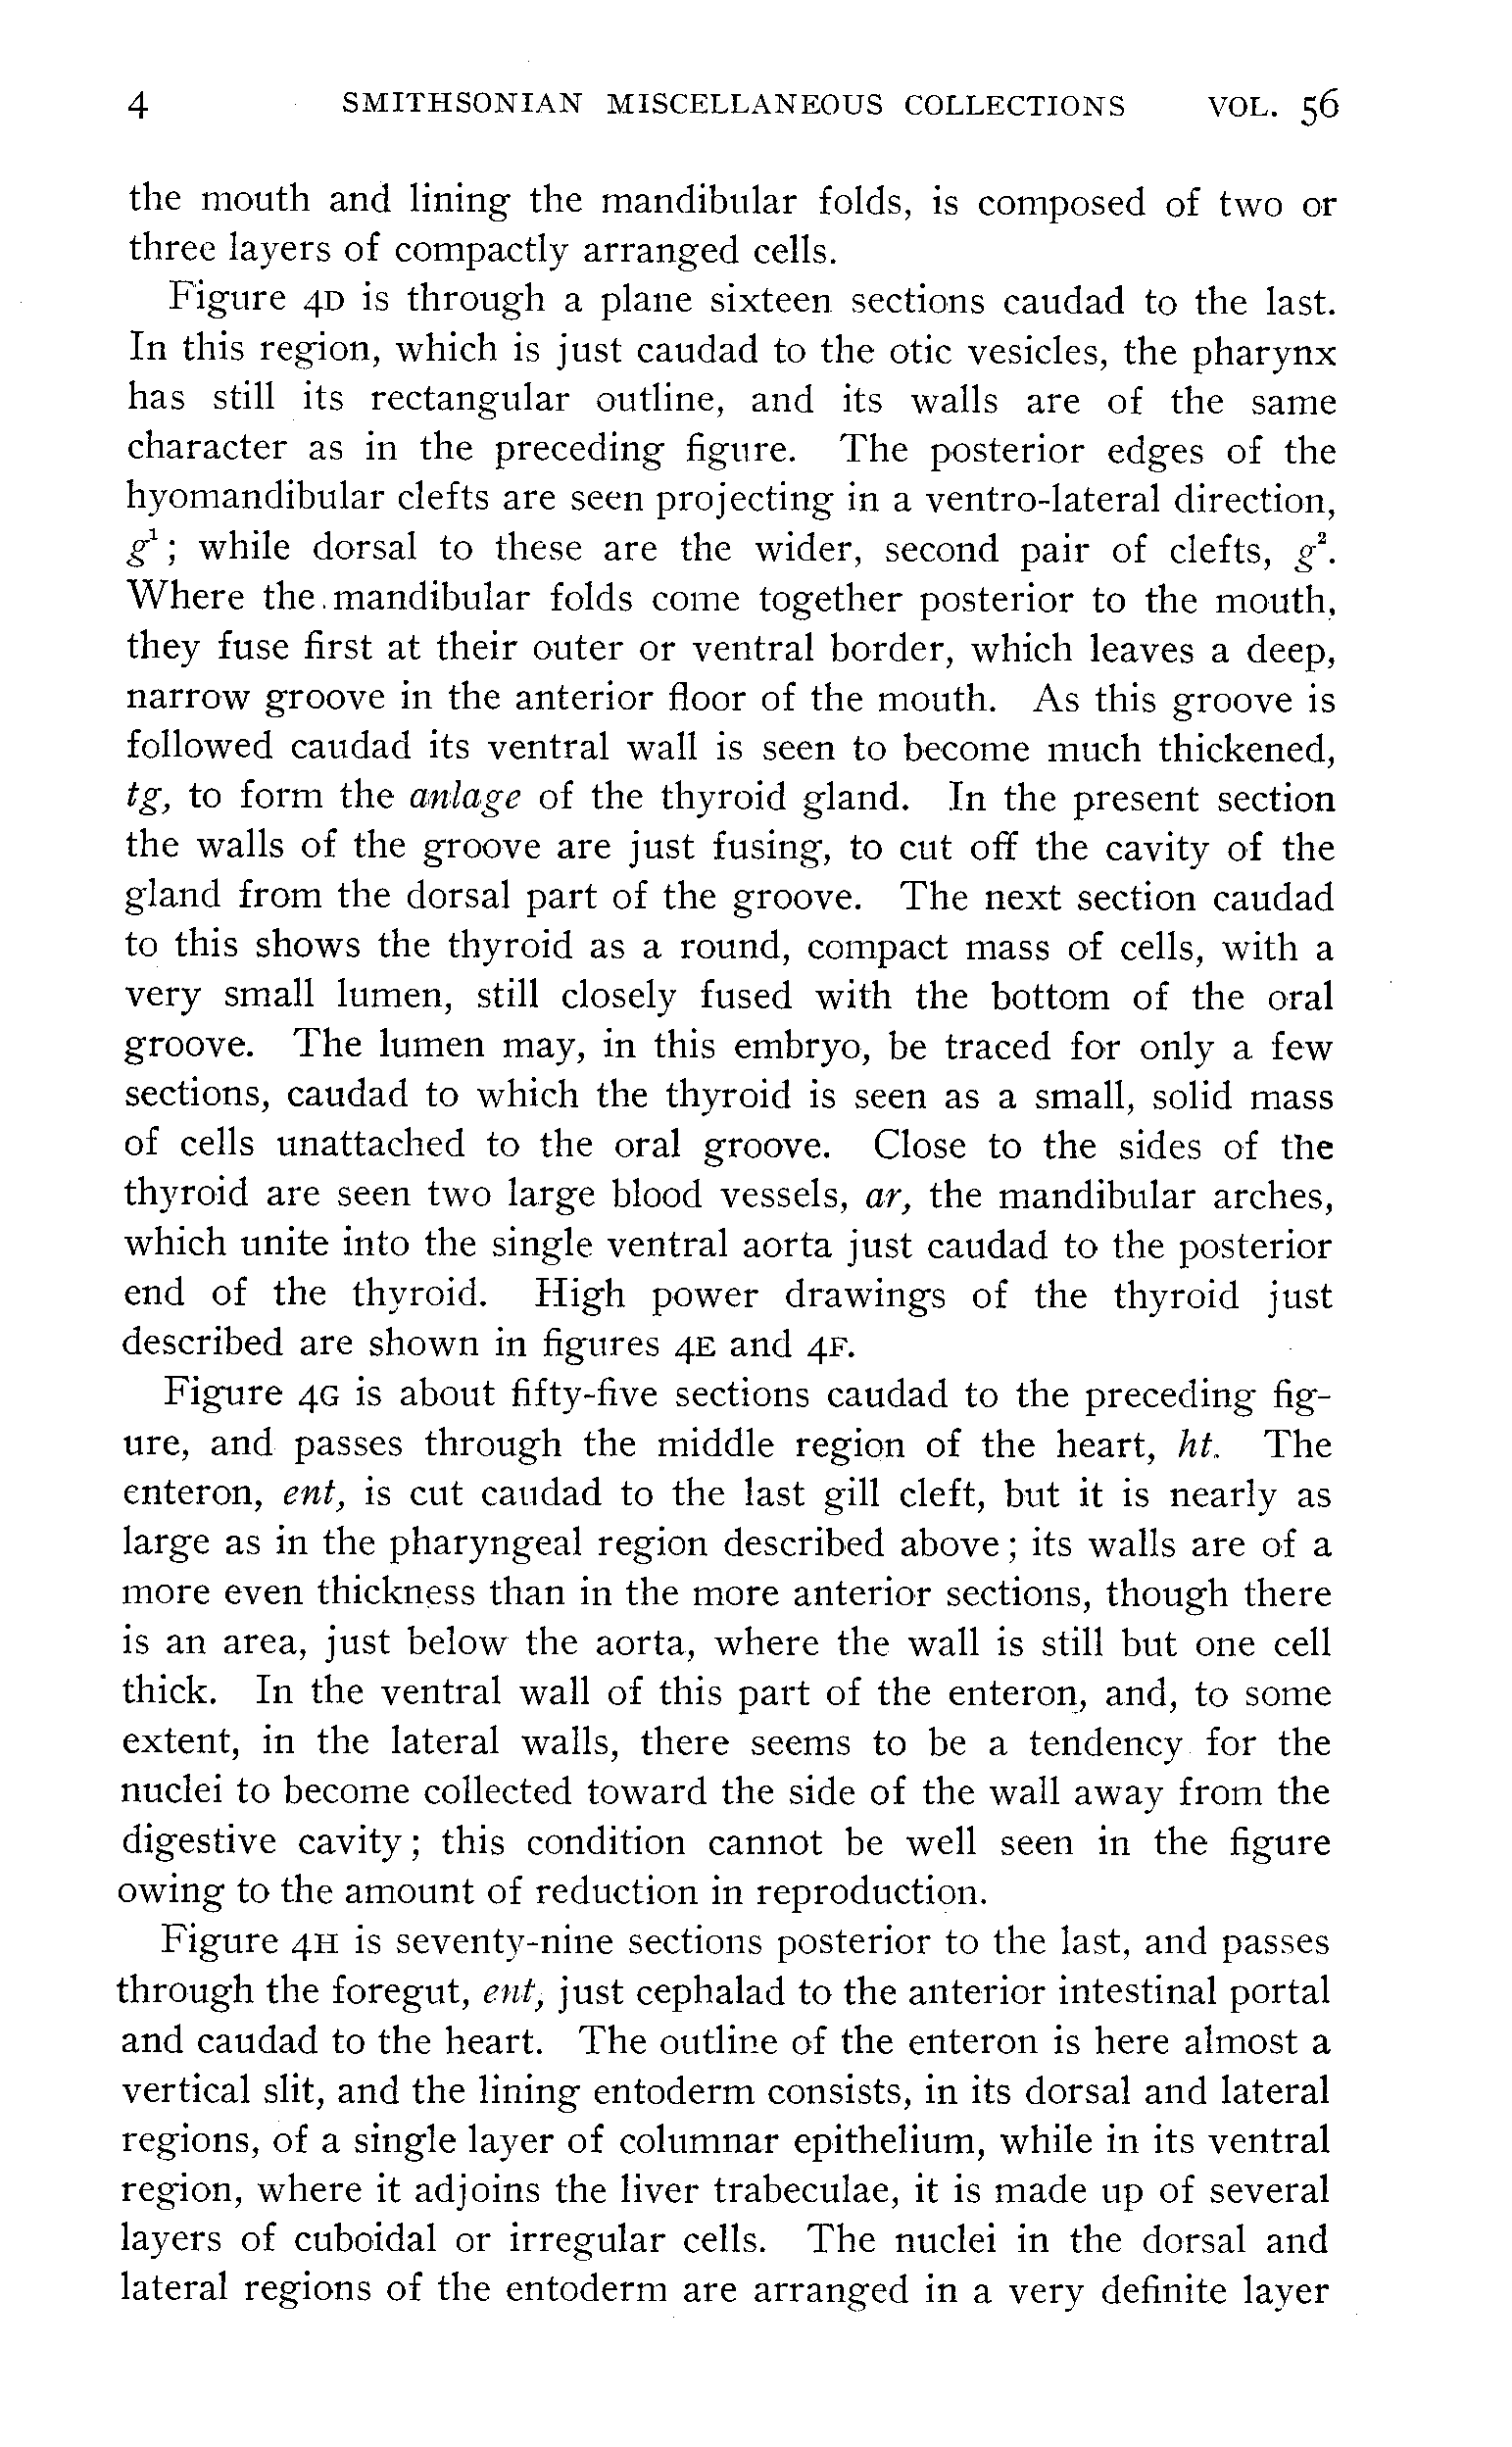 4 SMITHSONIAN MISCELLANEOUS COLLECTIONS VOL. 56
the mouth and lining the mandibular folds, is composed of two or
three layers of compactly arranged cells.
Figure 4D is through a plane sixteen sections caudad to the last.
In this region, which is just caudad to the otic vesicles, the pharynx
has still its rectangular outline, and its walls are of the same
character as in the preceding figure. The posterior edges of the
hyomandibular clefts are seen projecting in a ventro-lateral direction,
g¹; while dorsal to these are the wider, second pair of clefts, g².
Where the mandibular folds come together posterior to the mouth,
they fuse first at their outer or ventral border, which leaves a deep,
narrow groove in the anterior floor of the mouth. As this groove is
followed caudad its ventral wall is seen to become much thickened,
tg, to form the anlage of the thyroid gland. In the present section
the walls of the groove are just fusing, to cut off the cavity of the
gland from the dorsal part of the groove. The next section caudad
to this shows the thyroid as a round, compact mass of cells, with a
very small lumen, still closely fused with the bottom of the oral
groove. The lumen may, in this embryo, be traced for only a few
sections, caudad to which the thyroid is seen as a small, solid mass
of cells unattached to the oral groove. Close to the sides of the
thyroid are seen two large blood vessels, ar, the mandibular arches,
which unite into the single ventral aorta just caudad to the posterior
end of the thyroid. High power drawings of the thyroid just
described are shown in figures 4E and 4F.
Figure 4G is about fifty-five sections caudad to the preceding fig-
ure, and passes through the middle region of the heart, ht. The
enteron, ent, is cut caudad to the last gill cleft, but it is nearly as
large as in the pharyngeal region described above; its walls are of a
more even thickness than in the more anterior sections, though there
is an area, just below the aorta, where the wall is still but one cell
thick. In the ventral wall of this part of the enteron, and, to some
extent, in the lateral walls, there seems to be a tendency for the
nuclei to become collected toward the side of the wall away from the
digestive cavity; this condition cannot be well seen in the figure
owing to the amount of reduction in reproduction.
Figure 4H is seventy-nine sections posterior to the last, and passes
through the foregut, ent, just cephalad to the anterior intestinal portal
and caudad to the heart. The outline of the enteron is here almost a
vertical slit, and the lining entoderm consists, in its dorsal and lateral
regions, of a single layer of columnar epithelium, while in its ventral
region, where it adjoins the liver trabeculae, it is made up of several
layers of cuboidal or irregular cells. The nuclei in the dorsal and
lateral regions of the entoderm are arranged in a very definite layer